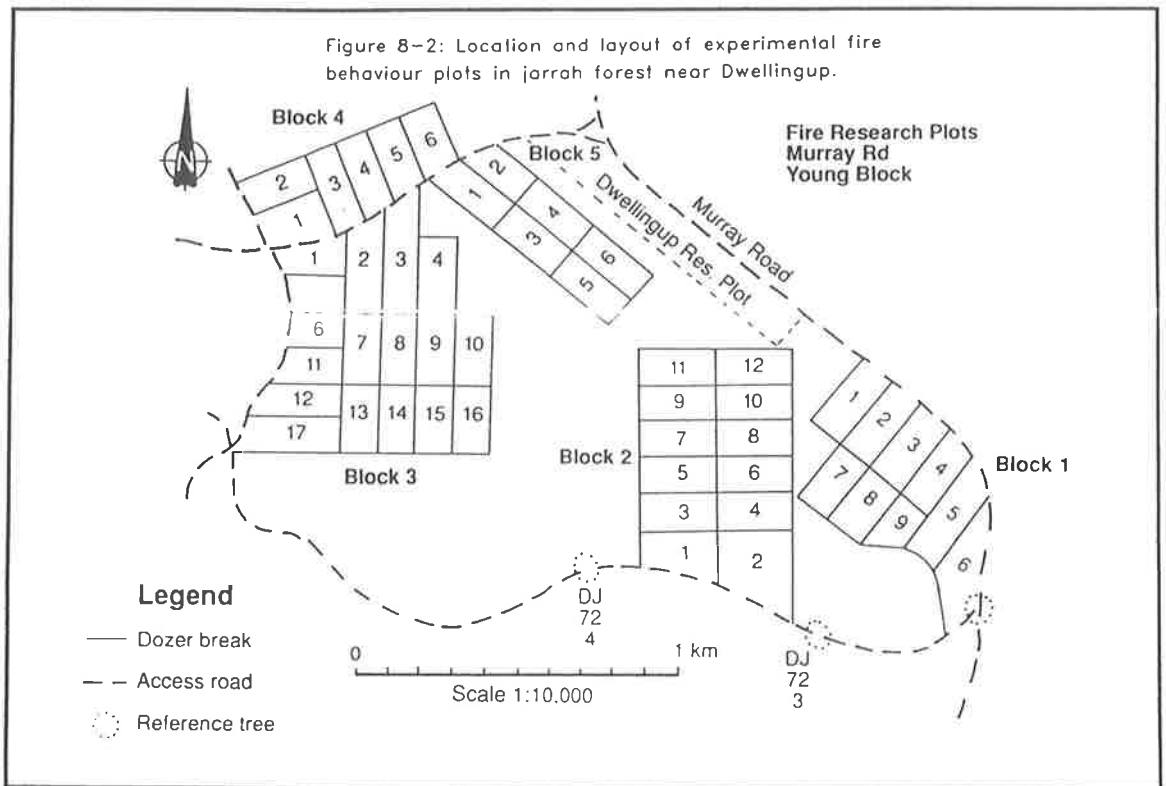 Figure 8-2: Location and layout of experimental fire
behaviour plots in jarrah forest near Dwellingup.
N
Block 4
2
3
4
5
6
1
Block 5
2
1
4
3
6
5
Dwellingup Res. Plot
Murray Road
Fire Research Plots
Murray Rd
Young Block
1
2
3
4
6
7
8
9
10
11
12
13
14
15
16
17
Block 3
11
12
9
10
7
8
5
6
3
4
1
2
Block 2
1
2
3
4
7
8
9
5
6
Block 1
DJ
72
4
DJ
72
3
Legend
Dozer break
Access road
Reference tree
0
1 km
Scale 1:10,000